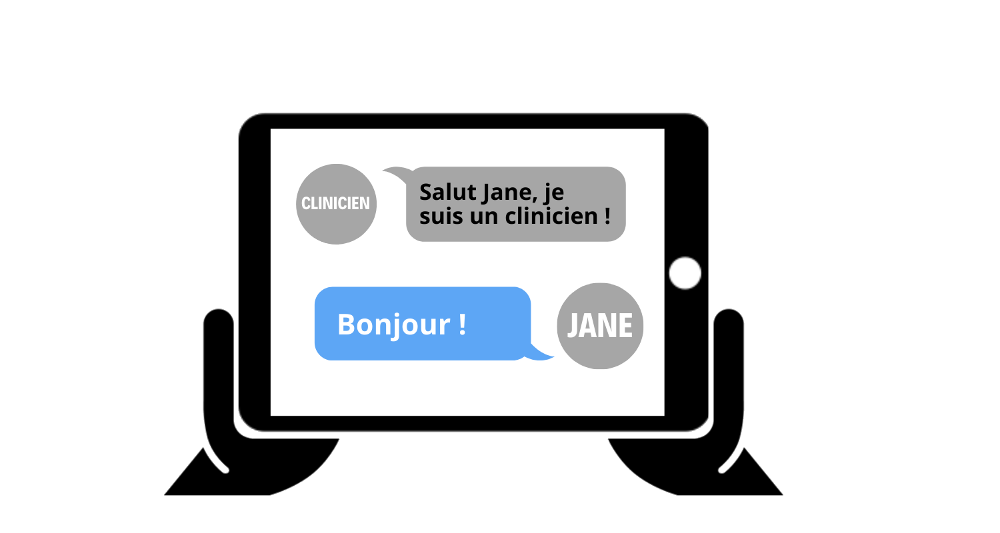 CLINICIEN
Salut Jane, je
suis un clinicien !
Bonjour !
JANE